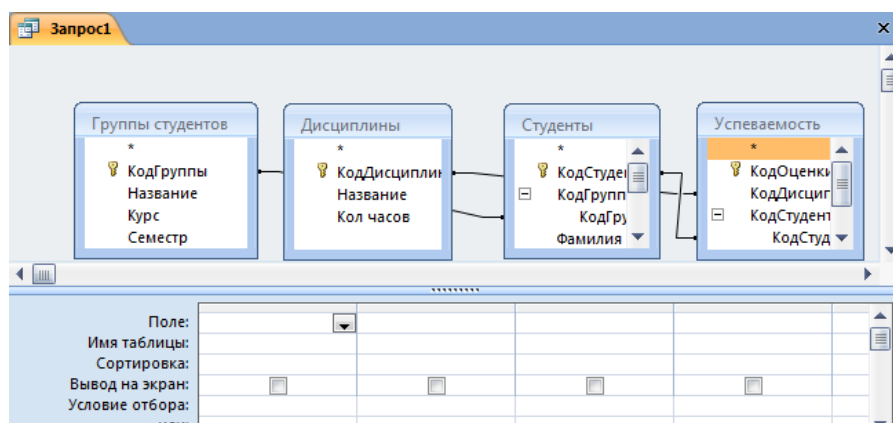 Запрос1
Группы студентов
*
КодГруппы
Название
Курс
Семестр
Дисциплины
*
КодДисциплин
Название
Кол часов
Студенты
*
КодСтуде
КодГрупп
КодГру
Фамилия
Успеваемость
*
КодОценки
КодДисцип
КодСтудент
КодСтуд
Поле:
Имя таблицы:
Сортировка:
Вывод на экран:
Условие отбора: